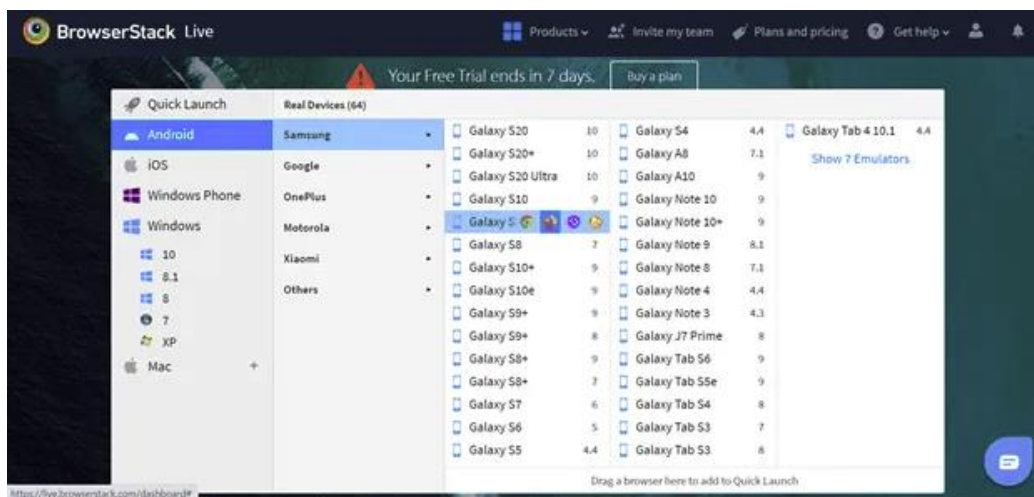 BrowserStack Live
Products
Invite my team
Plans and pricing
Get help
Your Free Trial ends in 7 days.
Buy a plan
Quick Launch
Android
iOS
Windows Phone
Windows
10
8.1
8
7
XP
Mac +
Real Devices (64)
Samsung
Google
OnePlus
Motorola
Xiaomi
Others
Galaxy S20 10
Galaxy S20+ 10
Galaxy S20 Ultra 10
Galaxy S10 9
Galaxy S
Galaxy S8 7
Galaxy S10+ 9
Galaxy S10e 9
Galaxy S9+ 9
Galaxy S9+ 8
Galaxy S8+ 9
Galaxy S8+ 7
Galaxy S7 6
Galaxy S6 5
Galaxy S5 4.4
Galaxy S4 4.4
Galaxy A8 7.1
Galaxy A10 9
Galaxy Note 10 9
Galaxy Note 10+ 9
Galaxy Note 9 8.1
Galaxy Note 8 7.1
Galaxy Note 4 4.4
Galaxy Note 3 4.3
Galaxy J7 Prime 8
Galaxy Tab S6 9
Galaxy Tab S5e 9
Galaxy Tab S4 8
Galaxy Tab S3 7
Galaxy Tab S3 8
Galaxy Tab 4 10.1 4.4
Show 7 Emulators
Drag a browser here to add to Quick Launch
https://live.browserstack.com/dashboard#